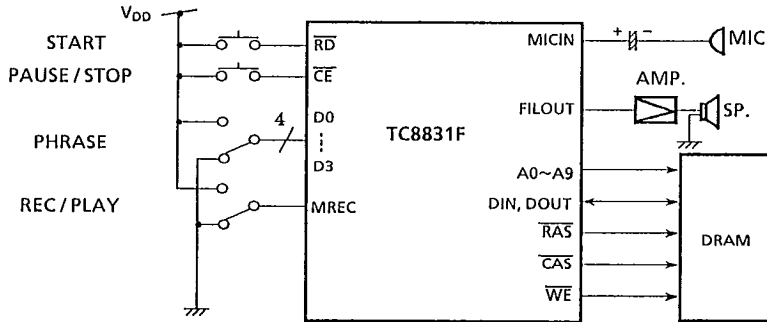 VDD
START
PAUSE / STOP
PHRASE
REC / PLAY
4
RD
CE
D0
D3
MREC
TC8831F
MICIN
FILOUT
A0~A9
DIN, DOUT
RAS
CAS
WE
+ −
MIC
AMP.
SP.
DRAM